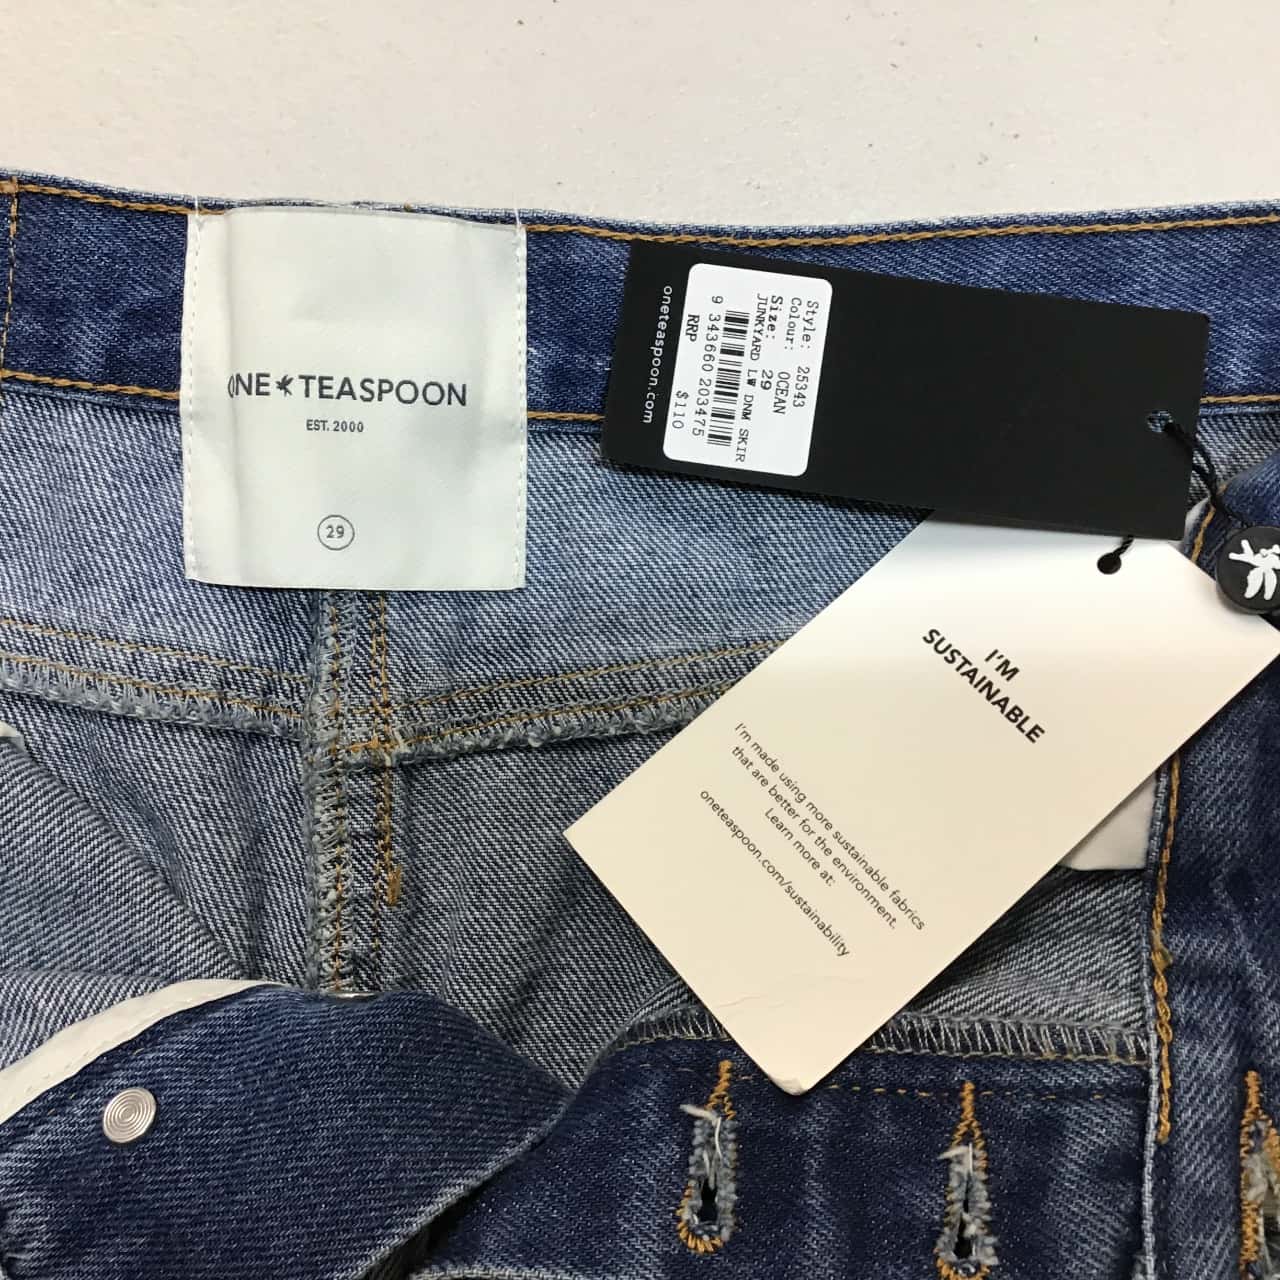 ONE TEASPOON
EST. 2000
29
oneteaspoon.com
Style: 25343
Colour: OCEAN
Size: 29
JUNKYARD LW DNM SKIR
9 343660 203475
RRP $110
I'M
SUSTAINABLE
I'm made using more sustainable fabrics
that are better for the environment.
Learn more at:
oneteaspoon.com/sustainability